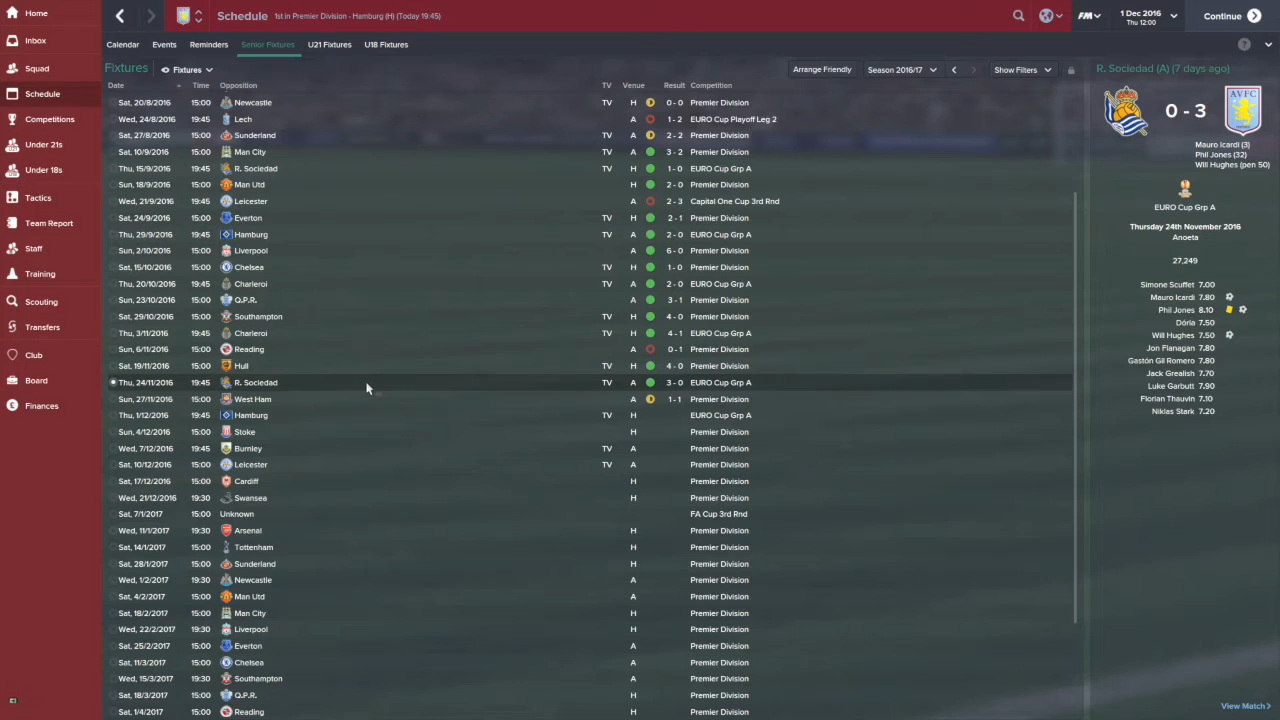 Home
Inbox
Squad
Schedule
Competitions
Under 21s
Under 18s
Tactics
Team Report
Staff
Training
Scouting
Transfers
Club
Board
Finances
Schedule 1st in Premier Division - Hamburg (H) (Today 19:45)
FM
1 Dec 2016
Thu 12:00
Continue
Calendar Events Reminders Senior Fixtures U21 Fixtures U18 Fixtures
Fixtures Fixtures Arrange Friendly Season 2016/17 Show Filters
Date Time Opposition TV Venue Result Competition
Sat, 20/8/2016 15:00 Newcastle TV H 0 - 0 Premier Division
Wed, 24/8/2016 19:45 Lech A 1 - 2 EURO Cup Playoff Leg 2
Sat, 27/8/2016 15:00 Sunderland TV A 2 - 2 Premier Division
Sat, 10/9/2016 15:00 Man City TV A 3 - 2 Premier Division
Thu, 15/9/2016 19:45 R. Sociedad TV H 1 - 0 EURO Cup Grp A
Sun, 18/9/2016 15:00 Man Utd H 2 - 0 Premier Division
Wed, 21/9/2016 19:45 Leicester A 2 - 3 Capital One Cup 3rd Rnd
Sat, 24/9/2016 15:00 Everton TV H 2 - 1 Premier Division
Thu, 29/9/2016 19:45 Hamburg TV A 2 - 0 EURO Cup Grp A
Sun, 2/10/2016 15:00 Liverpool A 6 - 0 Premier Division
Sat, 15/10/2016 15:00 Chelsea TV H 1 - 0 Premier Division
Thu, 20/10/2016 19:45 Charleroi TV A 2 - 0 EURO Cup Grp A
Sun, 23/10/2016 15:00 Q.P.R. A 3 - 1 Premier Division
Sat, 29/10/2016 15:00 Southampton TV H 4 - 0 Premier Division
Thu, 3/11/2016 19:45 Charleroi TV H 4 - 1 EURO Cup Grp A
Sun, 6/11/2016 15:00 Reading A 0 - 1 Premier Division
Sat, 19/11/2016 15:00 Hull TV H 4 - 0 Premier Division
Thu, 24/11/2016 19:45 R. Sociedad TV A 3 - 0 EURO Cup Grp A
Sun, 27/11/2016 15:00 West Ham A 1 - 1 Premier Division
Thu, 1/12/2016 19:45 Hamburg TV H EURO Cup Grp A
Sun, 4/12/2016 15:00 Stoke H Premier Division
Wed, 7/12/2016 19:45 Burnley TV A Premier Division
Sat, 10/12/2016 15:00 Leicester TV A Premier Division
Sat, 17/12/2016 15:00 Cardiff H Premier Division
Wed, 21/12/2016 19:30 Swansea H Premier Division
Sat, 7/1/2017 15:00 Unknown FA Cup 3rd Rnd
Wed, 11/1/2017 19:30 Arsenal H Premier Division
Sat, 14/1/2017 15:00 Tottenham H Premier Division
Sat, 28/1/2017 15:00 Sunderland H Premier Division
Wed, 1/2/2017 19:30 Newcastle A Premier Division
Sat, 4/2/2017 15:00 Man Utd A Premier Division
Sat, 18/2/2017 15:00 Man City H Premier Division
Wed, 22/2/2017 19:30 Liverpool H Premier Division
Sat, 25/2/2017 15:00 Everton A Premier Division
Sat, 11/3/2017 15:00 Chelsea A Premier Division
Wed, 15/3/2017 19:30 Southampton A Premier Division
Sat, 18/3/2017 15:00 Q.P.R. H Premier Division
Sat, 1/4/2017 15:00 Reading H Premier Division
R. Sociedad (A) (7 days ago)
0 - 3
AVFC
Mauro Icardi (3)
Phil Jones (32)
Will Hughes (pen 50)
EURO Cup Grp A
Thursday 24th November 2016
Anoeta
27,249
Simone Scuffet 7.00
Mauro Icardi 7.80
Phil Jones 8.10
Dória 7.50
Will Hughes 7.50
Jon Flanagan 7.80
Gastón Gil Romero 7.80
Jack Grealish 7.70
Luke Garbutt 7.90
Florian Thauvin 7.10
Niklas Stark 7.20
View Match